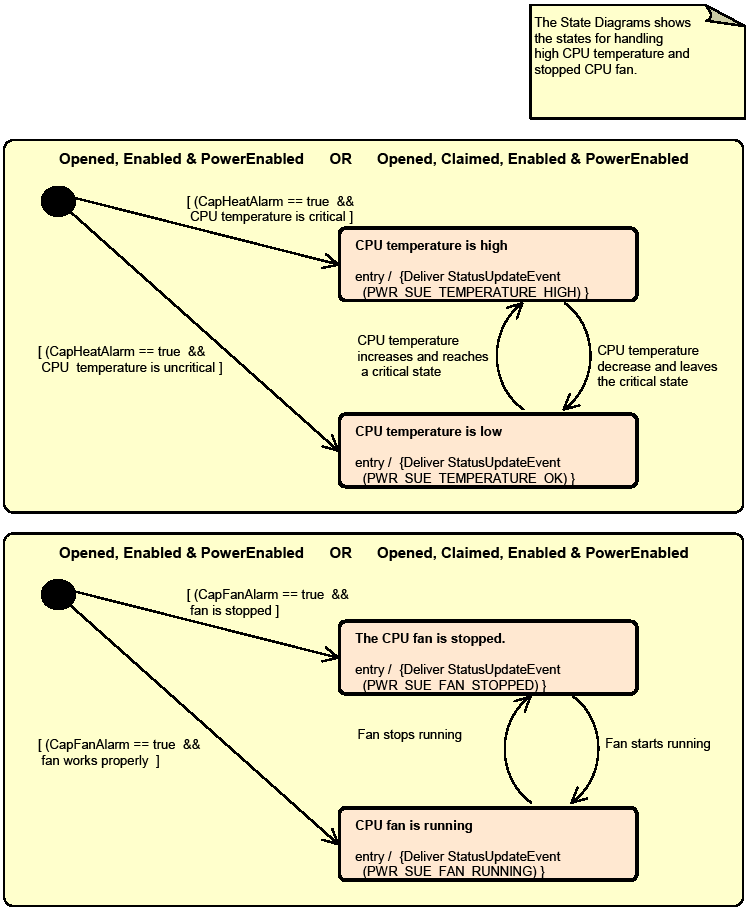 The State Diagrams shows
the states for handling
high CPU temperature and
stopped CPU fan.
Opened, Enabled & PowerEnabled OR Opened, Claimed, Enabled & PowerEnabled
[ (CapHeatAlarm == true &&
CPU temperature is critical ]
CPU temperature is high
entry / {Deliver StatusUpdateEvent
(PWR_SUE_TEMPERATURE_HIGH) }
[ (CapHeatAlarm == true &&
CPU temperature is uncritical ]
CPU temperature
increases and reaches
a critical state
CPU temperature
decrease and leaves
the critical state
CPU temperature is low
entry / {Deliver StatusUpdateEvent
(PWR_SUE_TEMPERATURE_OK) }
Opened, Enabled & PowerEnabled OR Opened, Claimed, Enabled & PowerEnabled
[ (CapFanAlarm == true &&
fan is stopped ]
The CPU fan is stopped.
entry / {Deliver StatusUpdateEvent
(PWR_SUE_FAN_STOPPED) }
[ (CapFanAlarm == true &&
fan works properly ]
Fan stops running
Fan starts running
CPU fan is running
entry / {Deliver StatusUpdateEvent
(PWR_SUE_FAN_RUNNING) }